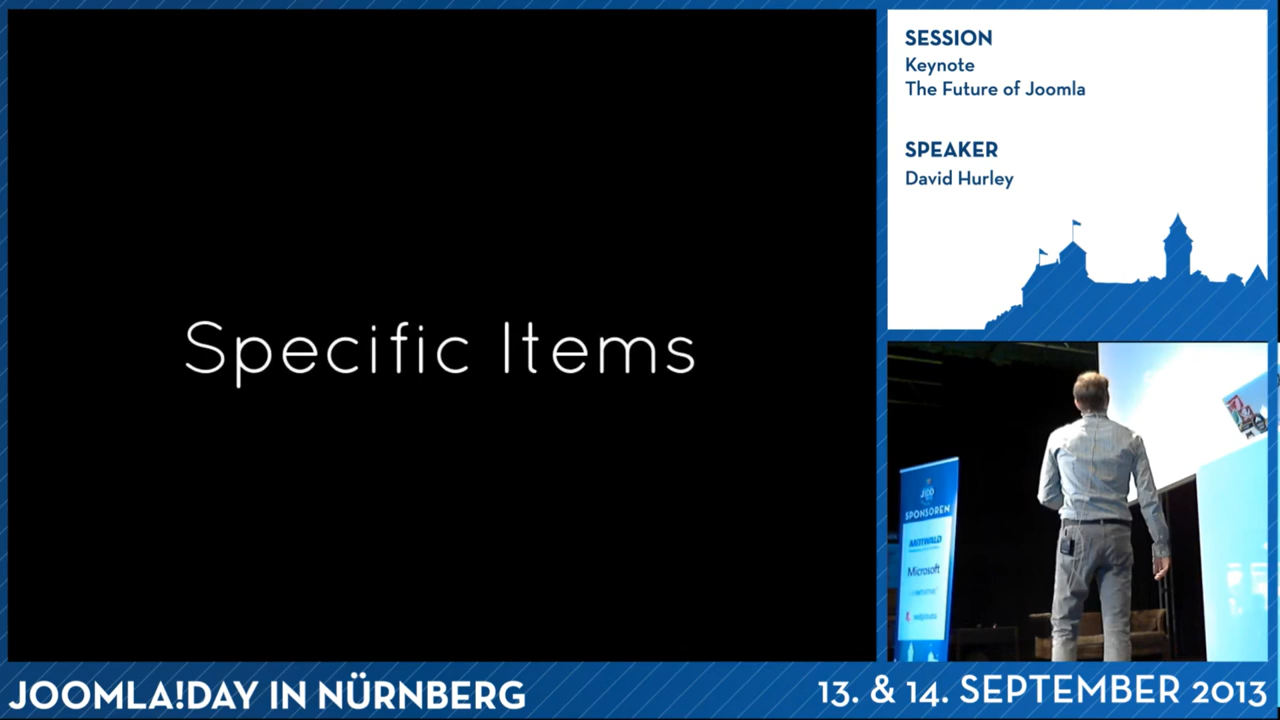 Specific Items
SESSION
Keynote
The Future of Joomla
SPEAKER
David Hurley
SPONSOREN
MITTWALD
Microsoft
JOOMLA!DAY IN NÜRNBERG
13. & 14. SEPTEMBER 2013